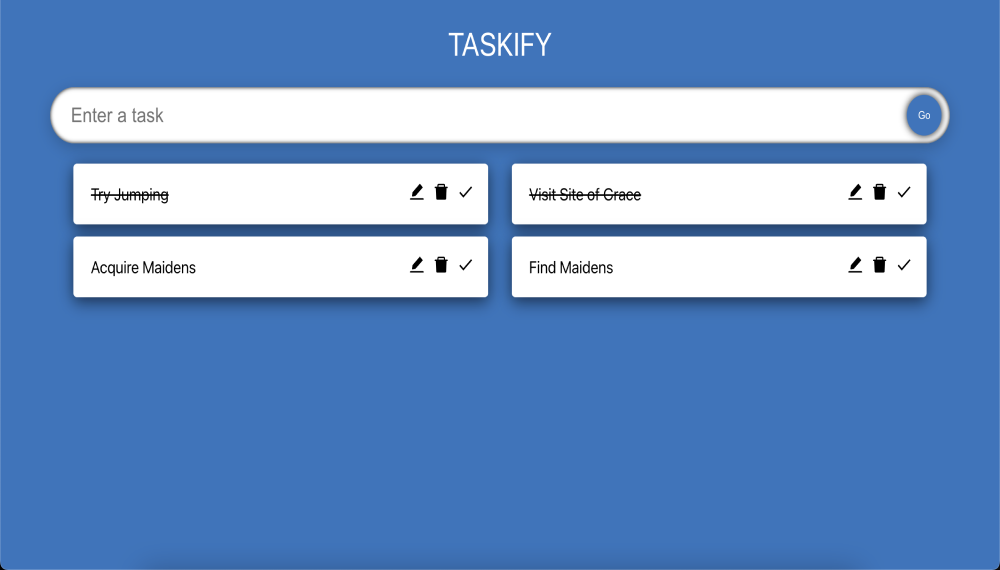 TASKIFY
Enter a task
Go
Try Jumping
Visit Site of Grace
Acquire Maidens
Find Maidens